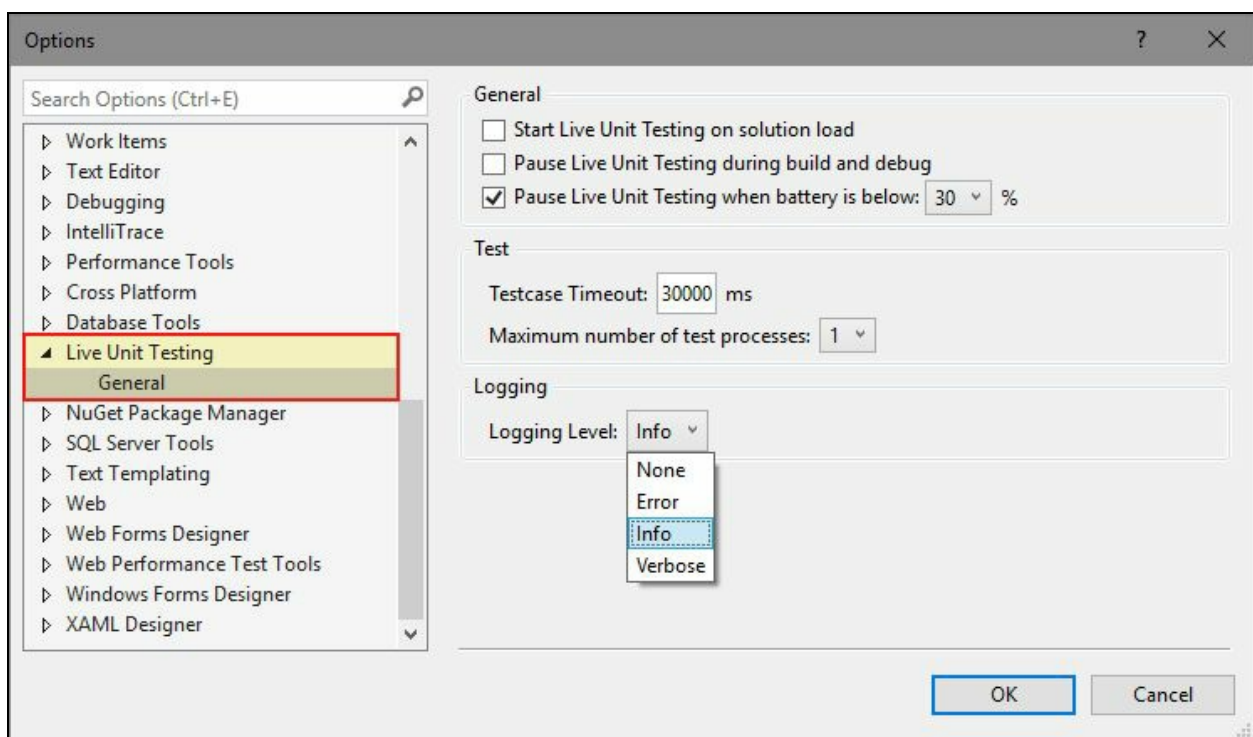 Options
Search Options (Ctrl+E)
Work Items
Text Editor
Debugging
IntelliTrace
Performance Tools
Cross Platform
Database Tools
Live Unit Testing
General
NuGet Package Manager
SQL Server Tools
Text Templating
Web
Web Forms Designer
Web Performance Test Tools
Windows Forms Designer
XAML Designer
General
Start Live Unit Testing on solution load
Pause Live Unit Testing during build and debug
Pause Live Unit Testing when battery is below: 30 %
Test
Testcase Timeout: 30000 ms
Maximum number of test processes: 1
Logging
Logging Level: Info
None
Error
Info
Verbose
OK Cancel